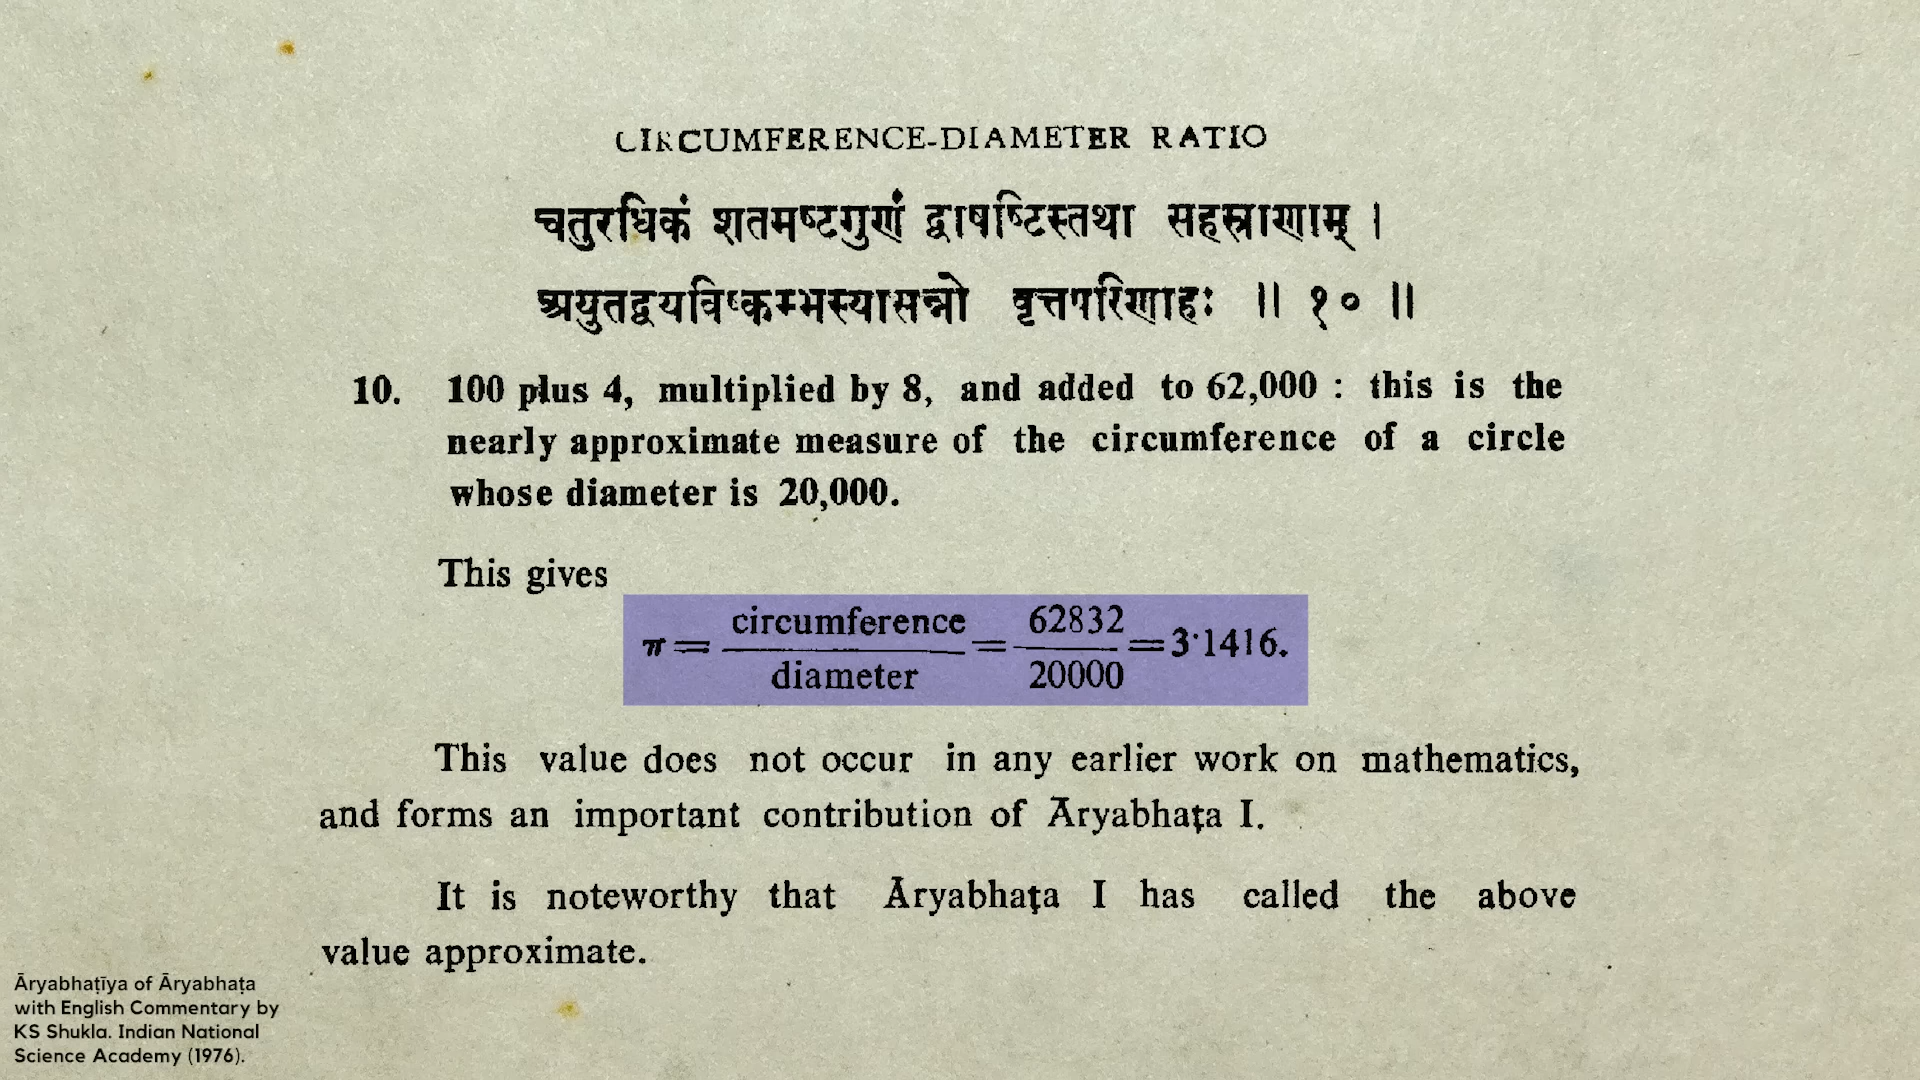 CIRCUMFERENCE-DIAMETER RATIO
चतुरधिकं शतमष्टगुणं द्वाषष्टिस्तथा सहस्राणाम् ।
अयुतद्वयविष्कम्भस्यासन्नो वृत्तपरिणाहः ॥ १० ॥
10. 100 plus 4, multiplied by 8, and added to 62,000 : this is the
nearly approximate measure of the circumference of a circle
whose diameter is 20,000.
This gives
π = circumference / diameter = 62832 / 20000 = 3·1416.
This value does not occur in any earlier work on mathematics,
and forms an important contribution of Āryabhaṭa I.
It is noteworthy that Āryabhaṭa I has called the above
value approximate.
Āryabhaṭīya of Āryabhaṭa
with English Commentary by
KS Shukla. Indian National
Science Academy (1976).